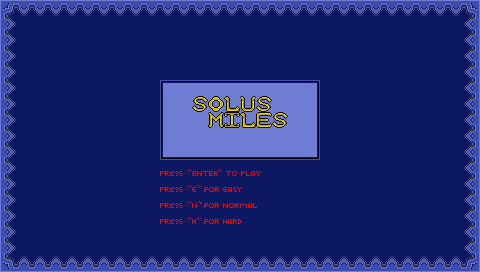 SOLUS
MILES
PRESS "ENTER" TO PLAY
PRESS "E" FOR EASY
PRESS "N" FOR NORMAL
PRESS "H" FOR HARD